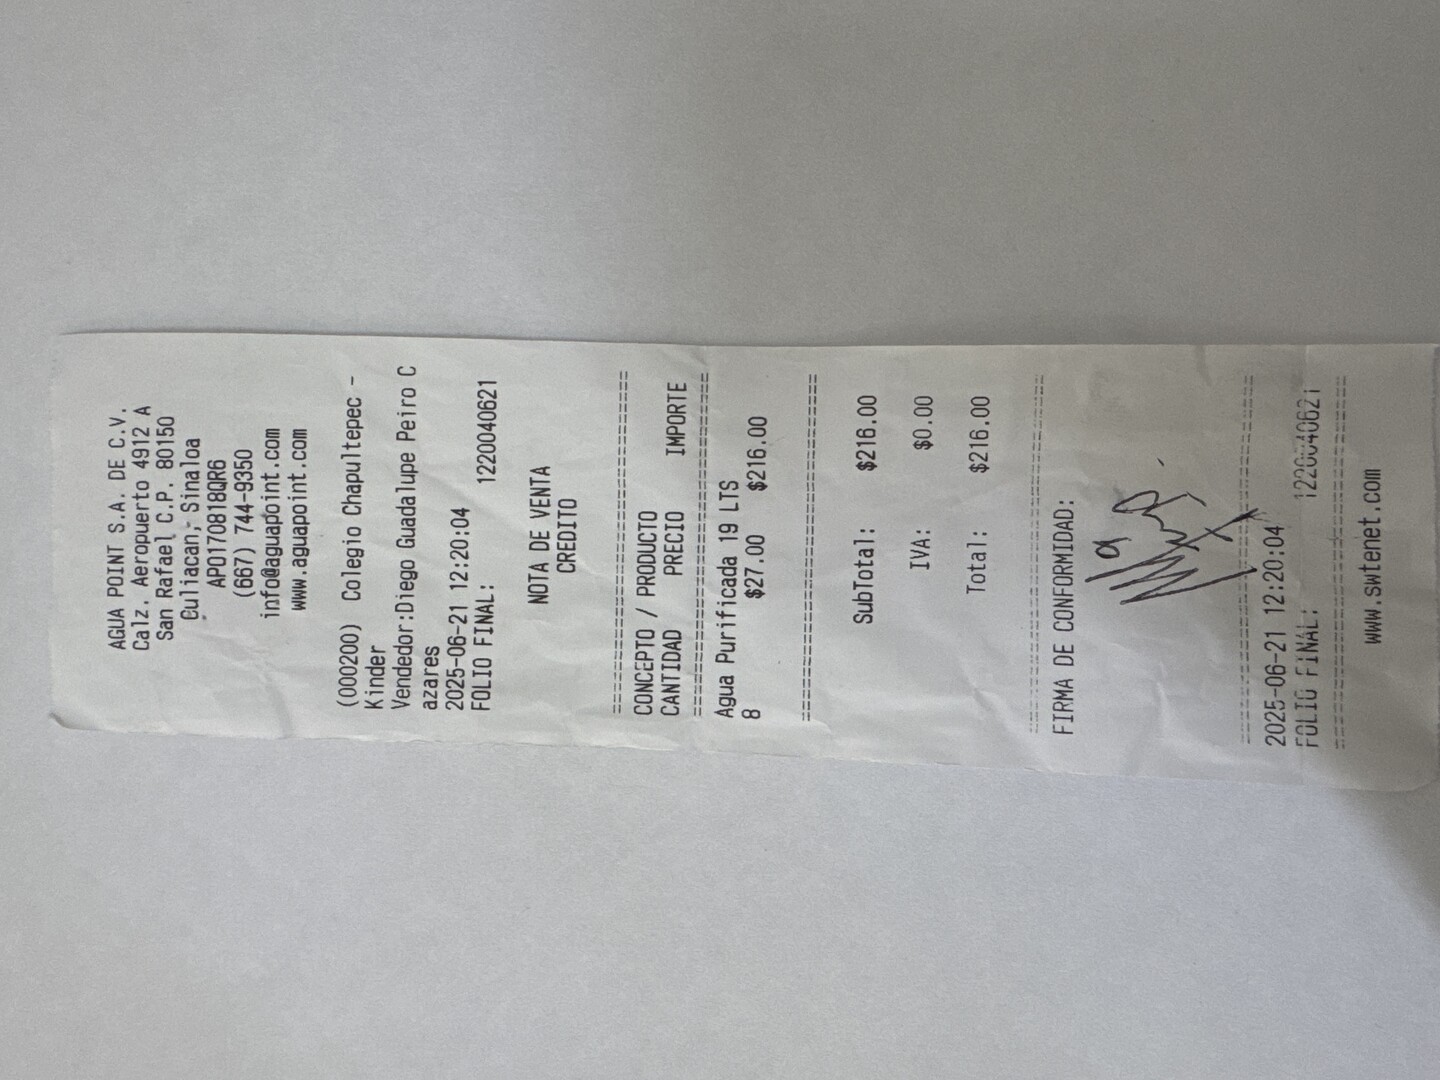 AGUA POINT S.A. DE C.V.
Calz. Aeropuerto 4912 A
San Rafael C.P. 80150
Culiacan, Sinaloa
APO170818QR6
(667) 744-9350
info@aguapoint.com
www.aguapoint.com
(000200) Colegio Chapultepec -
Kinder
Vendedor:Diego Guadalupe Peiro C
azares
2025-06-21 12:20:04
FOLIO FINAL: 1220040621
NOTA DE VENTA
CREDITO
================================
CONCEPTO / PRODUCTO
CANTIDAD PRECIO IMPORTE
================================
Agua Purificada 19 LTS
8 $27.00 $216.00
================================
SubTotal: $216.00
IVA: $0.00
Total: $216.00
================================
FIRMA DE CONFORMIDAD:
================================
2025-06-21 12:20:04
FOLIO FINAL: 1220040621
================================
www.swtenet.com